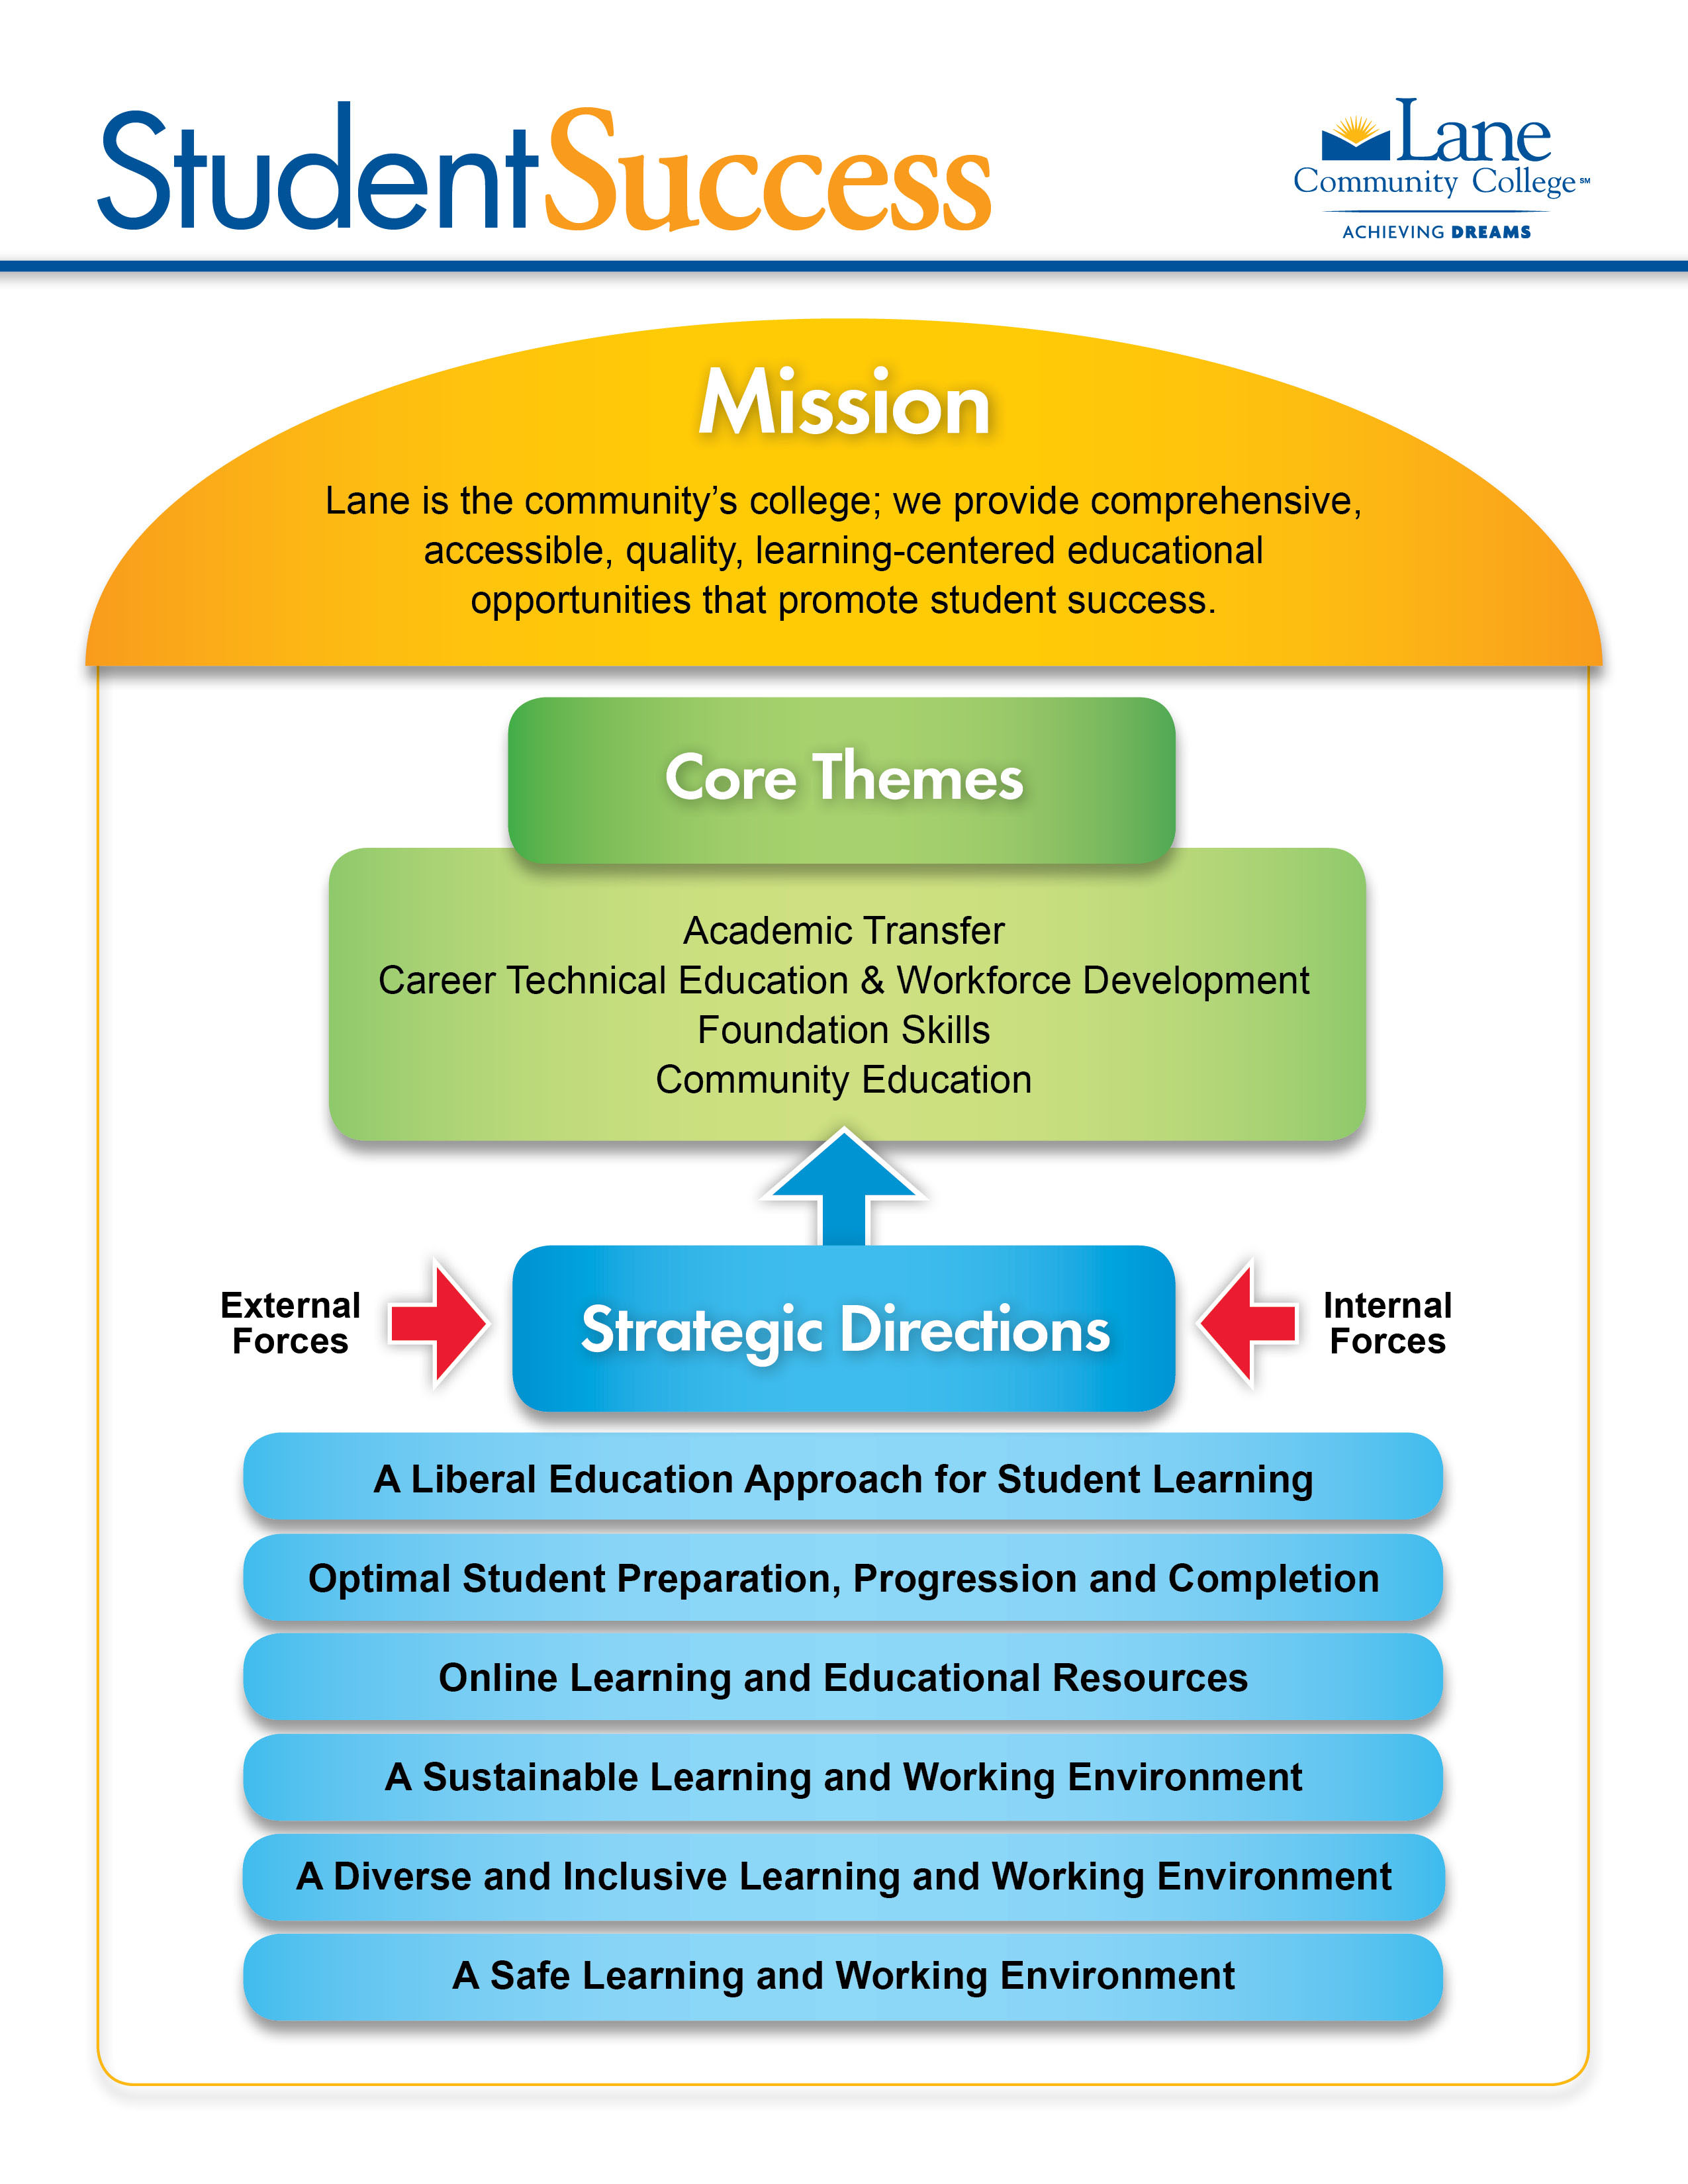 StudentSuccess
Lane
Community College℠
ACHIEVING DREAMS
Mission
Lane is the community’s college; we provide comprehensive,
accessible, quality, learning-centered educational
opportunities that promote student success.
Core Themes
Academic Transfer
Career Technical Education & Workforce Development
Foundation Skills
Community Education
External
Forces
Strategic Directions
Internal
Forces
A Liberal Education Approach for Student Learning
Optimal Student Preparation, Progression and Completion
Online Learning and Educational Resources
A Sustainable Learning and Working Environment
A Diverse and Inclusive Learning and Working Environment
A Safe Learning and Working Environment